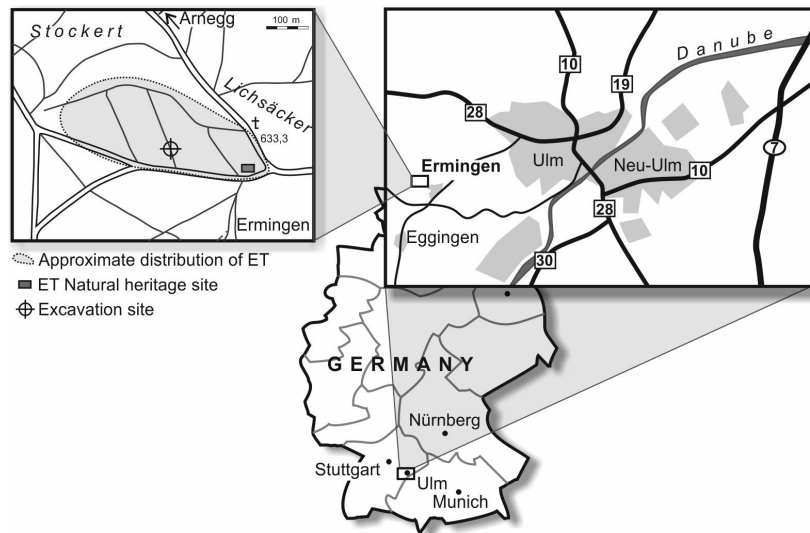 Arnegg
100 m
Stockert
Lichsäcker
633,3
Ermingen
Approximate distribution of ET
ET Natural heritage site
Excavation site
Danube
10
19
28
7
Ermingen
Ulm
Neu-Ulm
10
28
Eggingen
30
GERMANY
Nürnberg
Stuttgart
Ulm
Munich